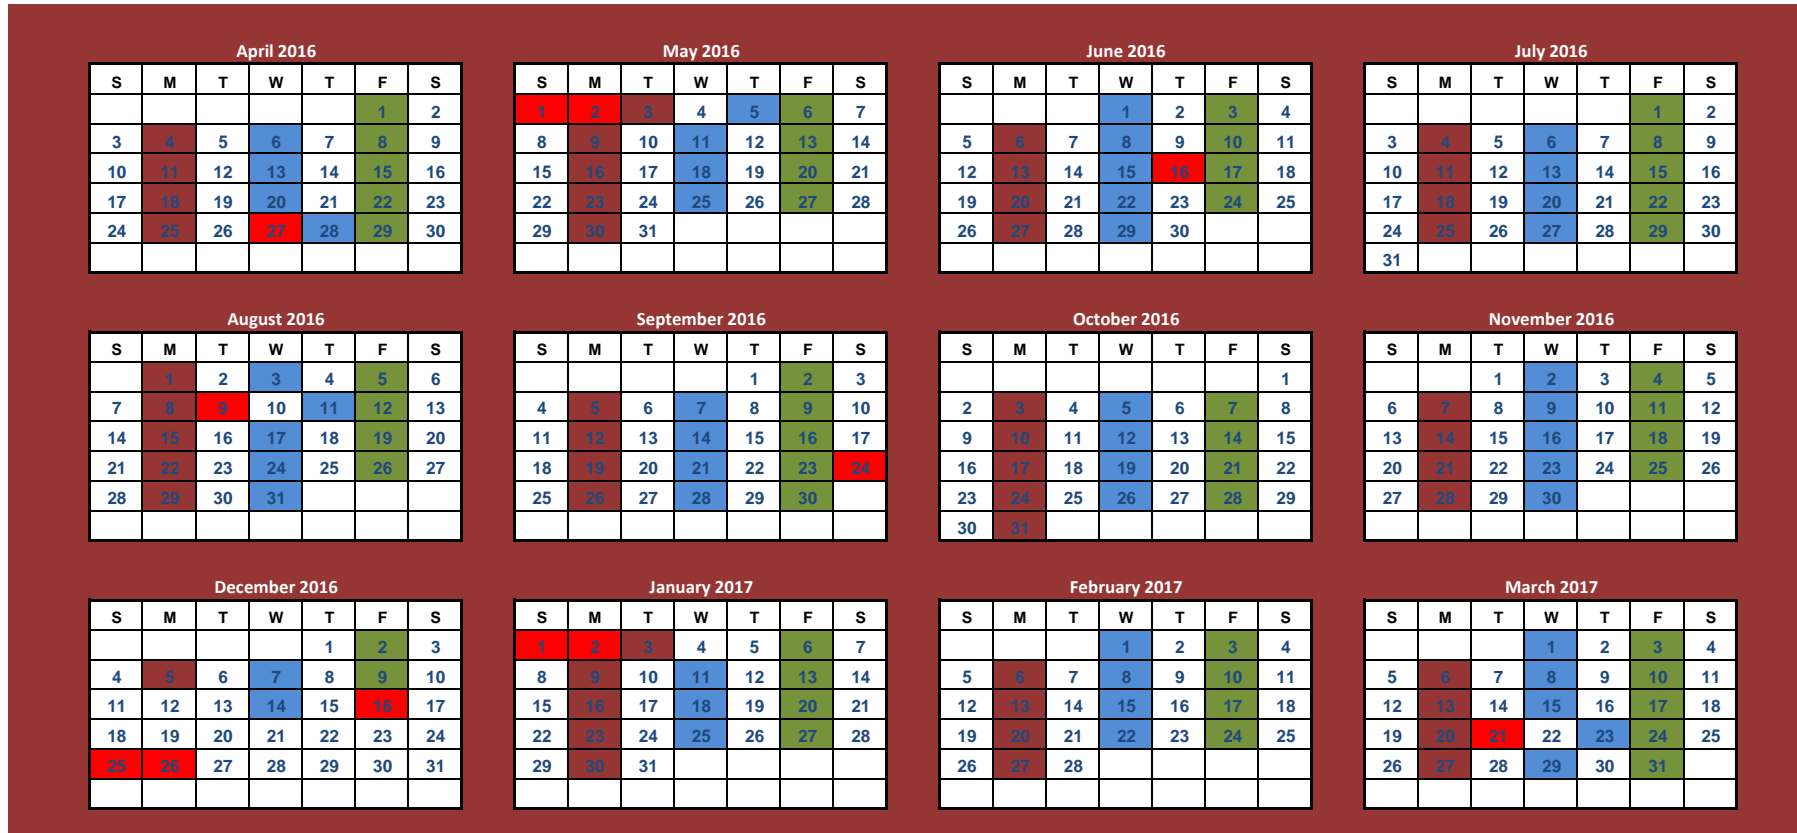 April 2016 May 2016 June 2016 July 2016
S M T W T F S S M T W T F S S M T W T F S S M T W T F S
1 2 1 2 3 4 5 6 7 1 2 3 4 1 2
3 4 5 6 7 8 9 8 9 10 11 12 13 14 5 6 7 8 9 10 11 3 4 5 6 7 8 9
10 11 12 13 14 15 16 15 16 17 18 19 20 21 12 13 14 15 16 17 18 10 11 12 13 14 15 16
17 18 19 20 21 22 23 22 23 24 25 26 27 28 19 20 21 22 23 24 25 17 18 19 20 21 22 23
24 25 26 27 28 29 30 29 30 31 26 27 28 29 30 24 25 26 27 28 29 30
31
August 2016 September 2016 October 2016 November 2016
S M T W T F S S M T W T F S S M T W T F S S M T W T F S
1 2 3 4 5 6 1 2 3 1 1 2 3 4 5
7 8 9 10 11 12 13 4 5 6 7 8 9 10 2 3 4 5 6 7 8 6 7 8 9 10 11 12
14 15 16 17 18 19 20 11 12 13 14 15 16 17 9 10 11 12 13 14 15 13 14 15 16 17 18 19
21 22 23 24 25 26 27 18 19 20 21 22 23 24 16 17 18 19 20 21 22 20 21 22 23 24 25 26
28 29 30 31 25 26 27 28 29 30 23 24 25 26 27 28 29 27 28 29 30
30 31
December 2016 January 2017 February 2017 March 2017
S M T W T F S S M T W T F S S M T W T F S S M T W T F S
1 2 3 1 2 3 4 5 6 7 1 2 3 4 1 2 3 4
4 5 6 7 8 9 10 8 9 10 11 12 13 14 5 6 7 8 9 10 11 5 6 7 8 9 10 11
11 12 13 14 15 16 17 15 16 17 18 19 20 21 12 13 14 15 16 17 18 12 13 14 15 16 17 18
18 19 20 21 22 23 24 22 23 24 25 26 27 28 19 20 21 22 23 24 25 19 20 21 22 23 24 25
25 26 27 28 29 30 31 29 30 31 26 27 28 26 27 28 29 30 31